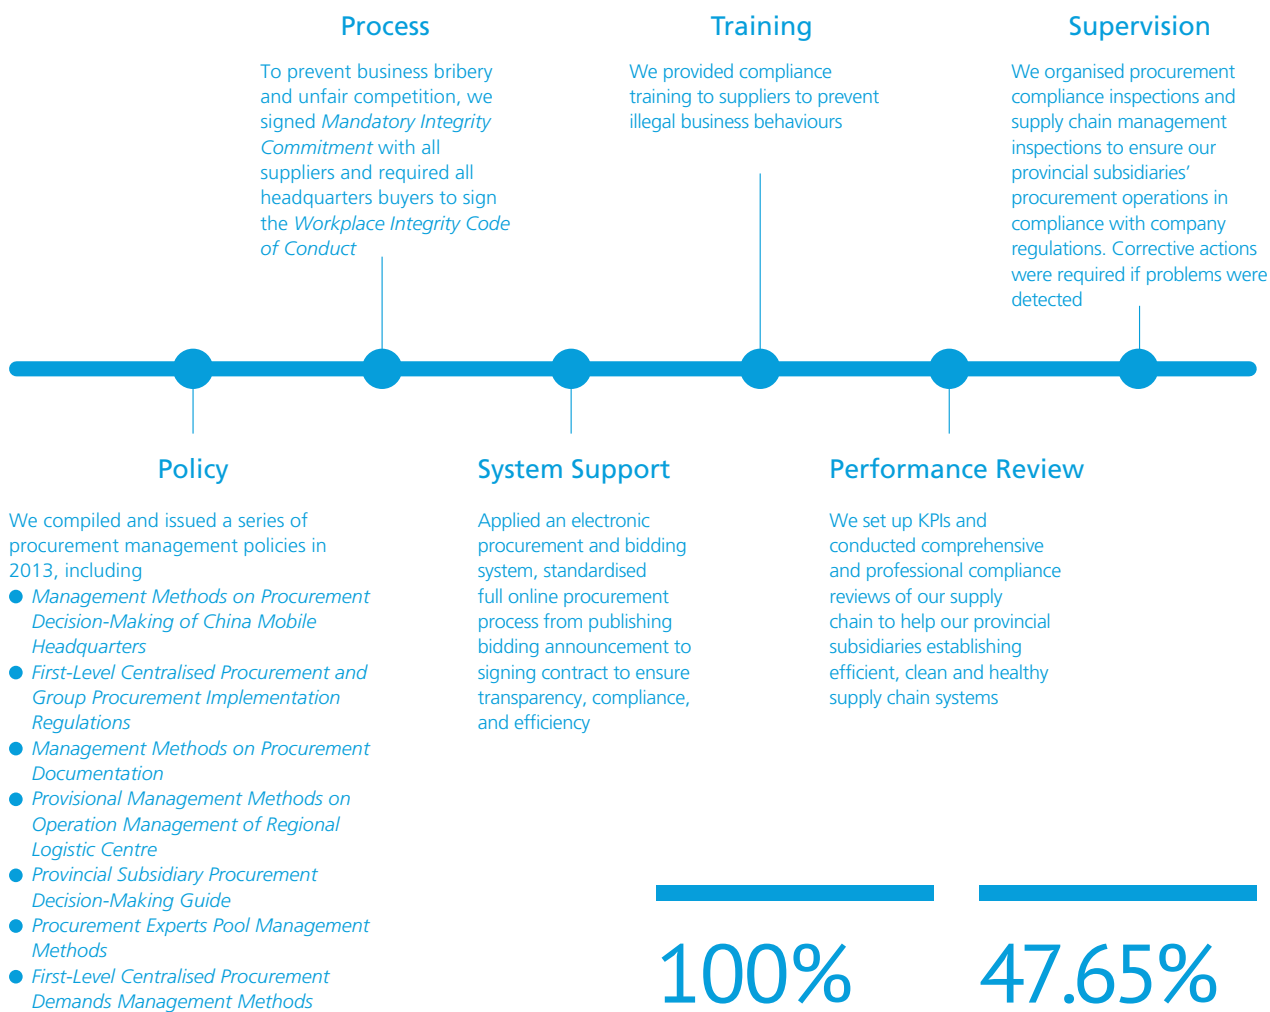 Process
To prevent business bribery
and unfair competition, we
signed Mandatory Integrity
Commitment with all
suppliers and required all
headquarters buyers to sign
the Workplace Integrity Code
of Conduct
Training
We provided compliance
training to suppliers to prevent
illegal business behaviours
Supervision
We organised procurement
compliance inspections and
supply chain management
inspections to ensure our
provincial subsidiaries’
procurement operations in
compliance with company
regulations. Corrective actions
were required if problems were
detected
Policy
We compiled and issued a series of
procurement management policies in
2013, including
● Management Methods on Procurement
Decision-Making of China Mobile
Headquarters
● First-Level Centralised Procurement and
Group Procurement Implementation
Regulations
● Management Methods on Procurement
Documentation
● Provisional Management Methods on
Operation Management of Regional
Logistic Centre
● Provincial Subsidiary Procurement
Decision-Making Guide
● Procurement Experts Pool Management
Methods
● First-Level Centralised Procurement
Demands Management Methods
System Support
Applied an electronic
procurement and bidding
system, standardised
full online procurement
process from publishing
bidding announcement to
signing contract to ensure
transparency, compliance,
and efficiency
Performance Review
We set up KPIs and
conducted comprehensive
and professional compliance
reviews of our supply
chain to help our provincial
subsidiaries establishing
efficient, clean and healthy
supply chain systems
100%
47.65%